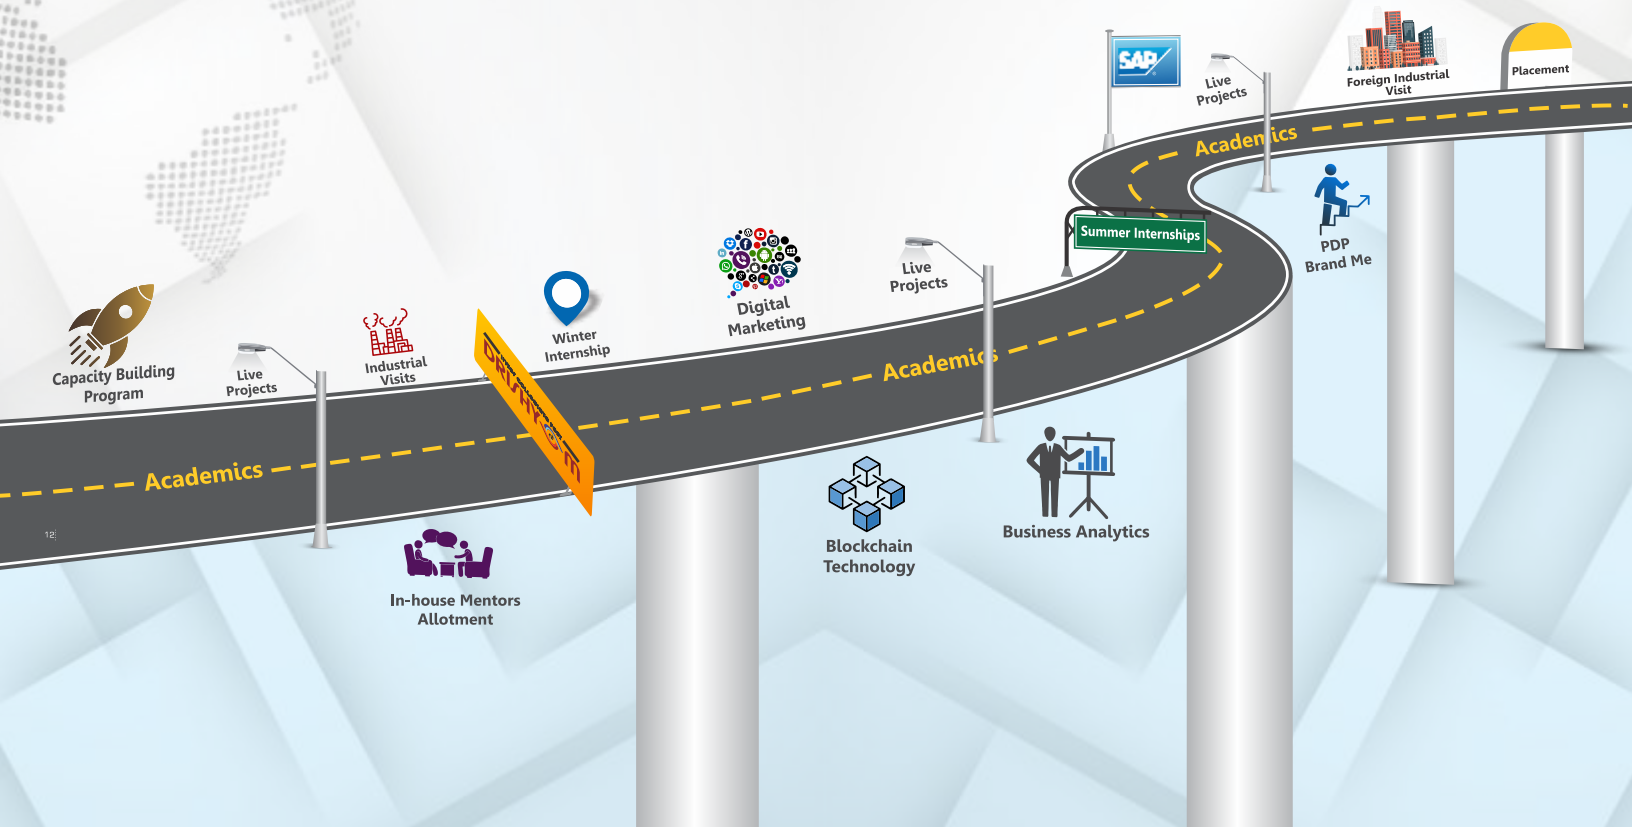 Capacity Building
Program
Live
Projects
Industrial
Visits
Winter
Internship
Digital
Marketing
Live
Projects
SAP
Live
Projects
Foreign Industrial
Visit
Placement
Academics
Summer Internships
PDP
Brand Me
Academics
Academics
12
In-house Mentors
Allotment
Blockchain
Technology
Business Analytics